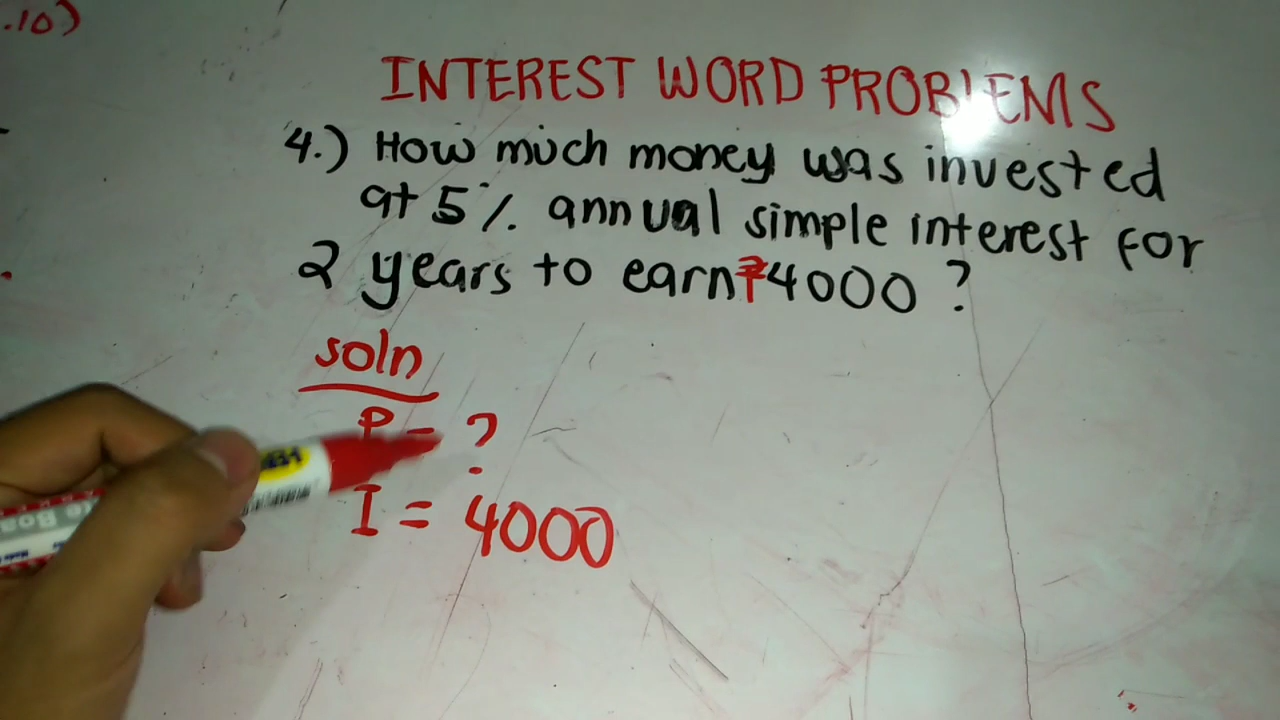 .10)
INTEREST WORD PROBLEMS
4.) How much money was invested
at 5% annual simple interest for
2 years to earn ₱4000 ?
soln
P = ?
I = 4000